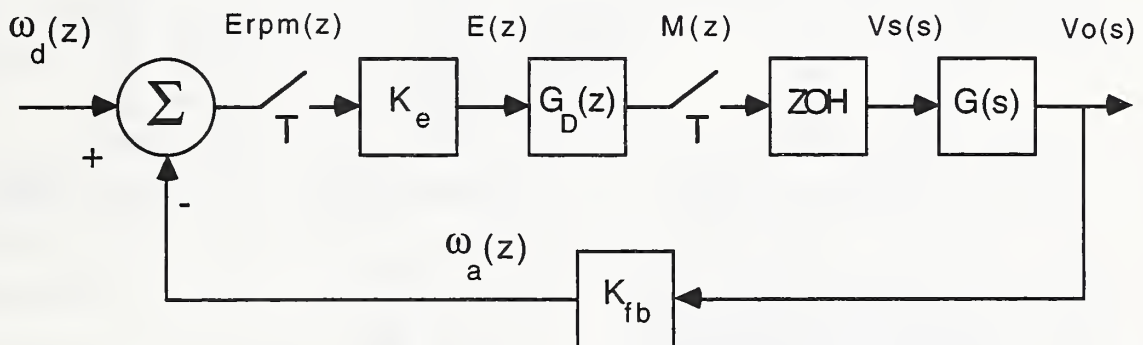 ω_d(z) Erpm(z) E(z) M(z) Vs(s) Vo(s)
Σ K_e G_D(z) ZOH G(s)
T T
+
-
ω_a(z)
K_fb